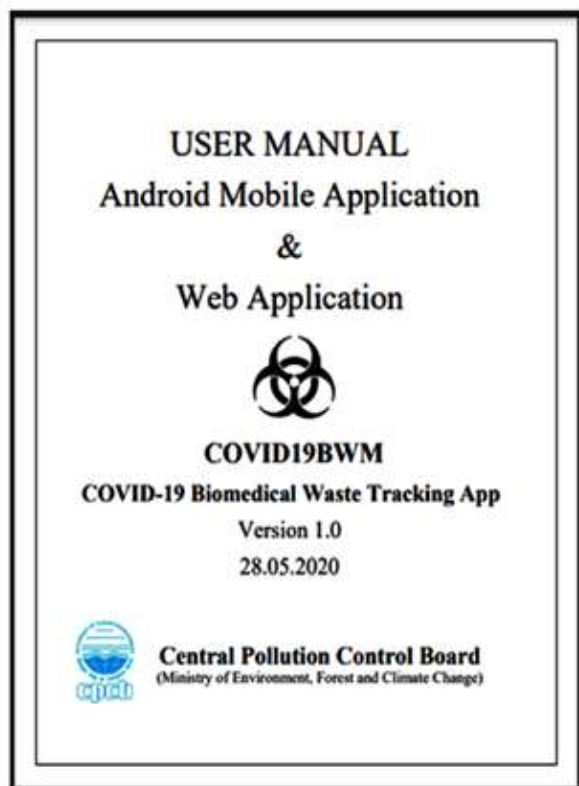 USER MANUAL
Android Mobile Application
&
Web Application
COVID19BWM
COVID-19 Biomedical Waste Tracking App
Version 1.0
28.05.2020
cpcb
Central Pollution Control Board
(Ministry of Environment, Forest and Climate Change)